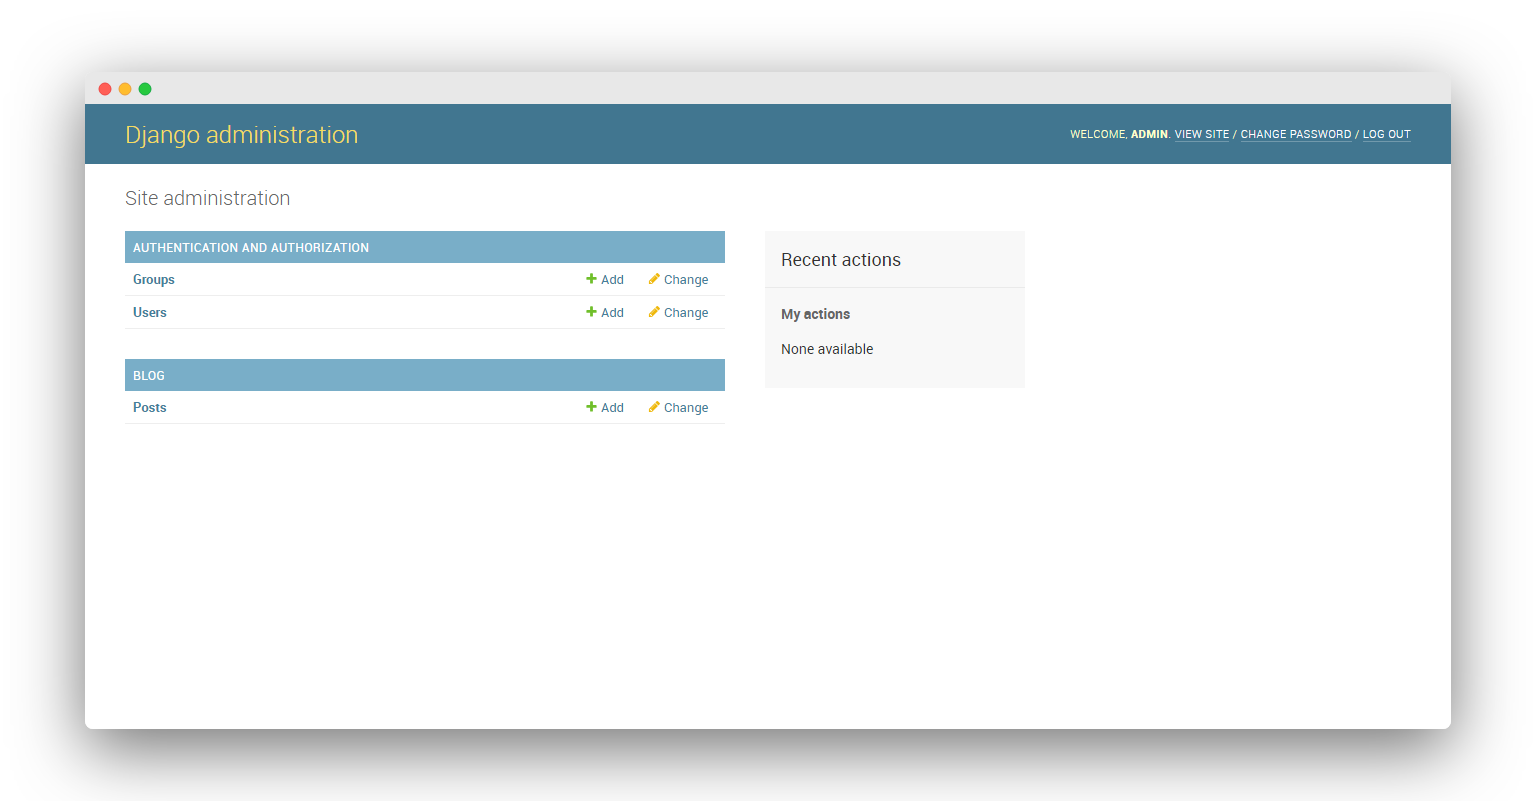 Django administration
WELCOME, ADMIN. VIEW SITE / CHANGE PASSWORD / LOG OUT
Site administration
AUTHENTICATION AND AUTHORIZATION
Groups Add Change
Users Add Change
BLOG
Posts Add Change
Recent actions
My actions
None available